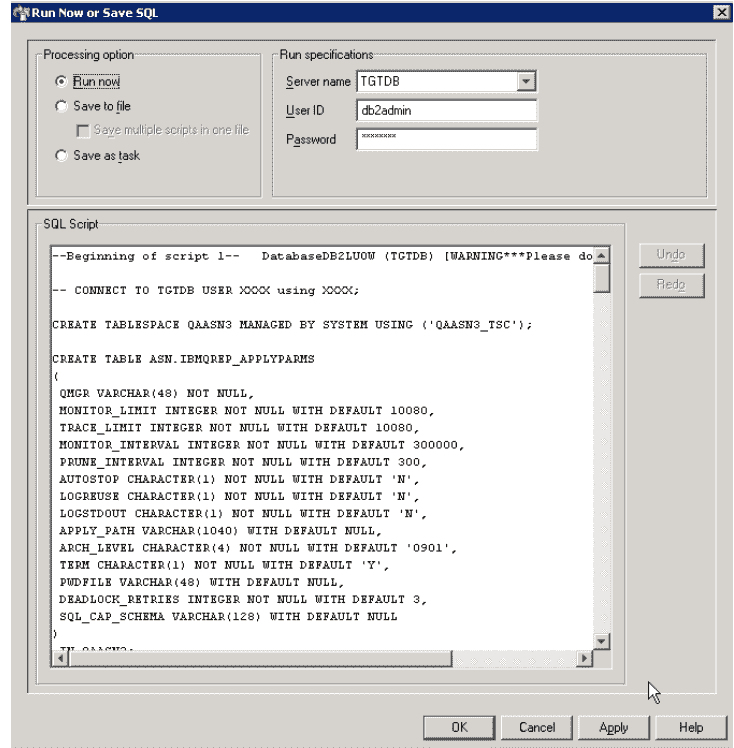 Run Now or Save SQL
Processing option
Run now
Save to file
Save multiple scripts in one file
Save as task
Run specifications
Server name TGTDB
User ID db2admin
Password xxxxxxxx
SQL Script
--Beginning of script 1--   DatabaseDB2LUOW (TGTDB) [WARNING***Please do
-- CONNECT TO TGTDB USER XXXX using XXXX;
CREATE TABLESPACE QAASN3 MANAGED BY SYSTEM USING ('QAASN3_TSC');
CREATE TABLE ASN.IBMQREP_APPLYPARMS
(
QMGR VARCHAR(48) NOT NULL,
MONITOR_LIMIT INTEGER NOT NULL WITH DEFAULT 10080,
TRACE_LIMIT INTEGER NOT NULL WITH DEFAULT 10080,
MONITOR_INTERVAL INTEGER NOT NULL WITH DEFAULT 300000,
PRUNE_INTERVAL INTEGER NOT NULL WITH DEFAULT 300,
AUTOSTOP CHARACTER(1) NOT NULL WITH DEFAULT 'N',
LOGREUSE CHARACTER(1) NOT NULL WITH DEFAULT 'N',
LOGSTDOUT CHARACTER(1) NOT NULL WITH DEFAULT 'N',
APPLY_PATH VARCHAR(1040) WITH DEFAULT NULL,
ARCH_LEVEL CHARACTER(4) NOT NULL WITH DEFAULT '0901',
TERM CHARACTER(1) NOT NULL WITH DEFAULT 'Y',
PWDFILE VARCHAR(48) WITH DEFAULT NULL,
DEADLOCK_RETRIES INTEGER NOT NULL WITH DEFAULT 3,
SQL_CAP_SCHEMA VARCHAR(128) WITH DEFAULT NULL
)
IN QAASN3;
Undo
Redo
OK
Cancel
Apply
Help